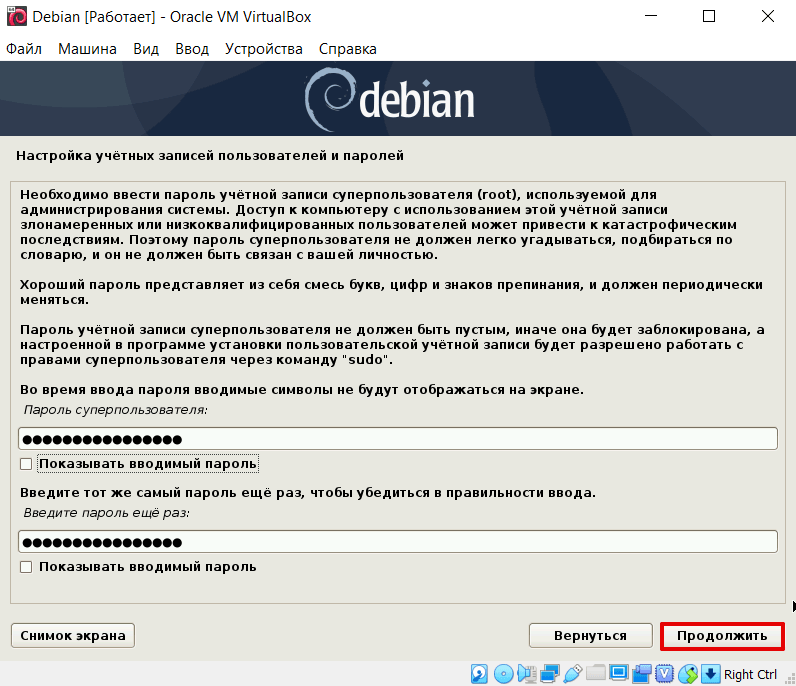 Debian [Работает] - Oracle VM VirtualBox
Файл Машина Вид Ввод Устройства Справка
debian
Настройка учётных записей пользователей и паролей
Необходимо ввести пароль учётной записи суперпользователя (root), используемой для
администрирования системы. Доступ к компьютеру с использованием этой учётной записи
злонамеренных или низкоквалифицированных пользователей может привести к катастрофическим
последствиям. Поэтому пароль суперпользователя не должен легко угадываться, подбираться по
словарю, и он не должен быть связан с вашей личностью.
Хороший пароль представляет из себя смесь букв, цифр и знаков препинания, и должен периодически
меняться.
Пароль учётной записи суперпользователя не должен быть пустым, иначе она будет заблокирована, а
настроенной в программе установки пользовательской учётной записи будет разрешено работать с
правами суперпользователя через команду "sudo".
Во время ввода пароля вводимые символы не будут отображаться на экране.
Пароль суперпользователя:
●●●●●●●●●●●●●●●●
Показывать вводимый пароль
Введите тот же самый пароль ещё раз, чтобы убедиться в правильности ввода.
Введите пароль ещё раз:
●●●●●●●●●●●●●●●●
Показывать вводимый пароль
Снимок экрана Вернуться Продолжить
Right Ctrl